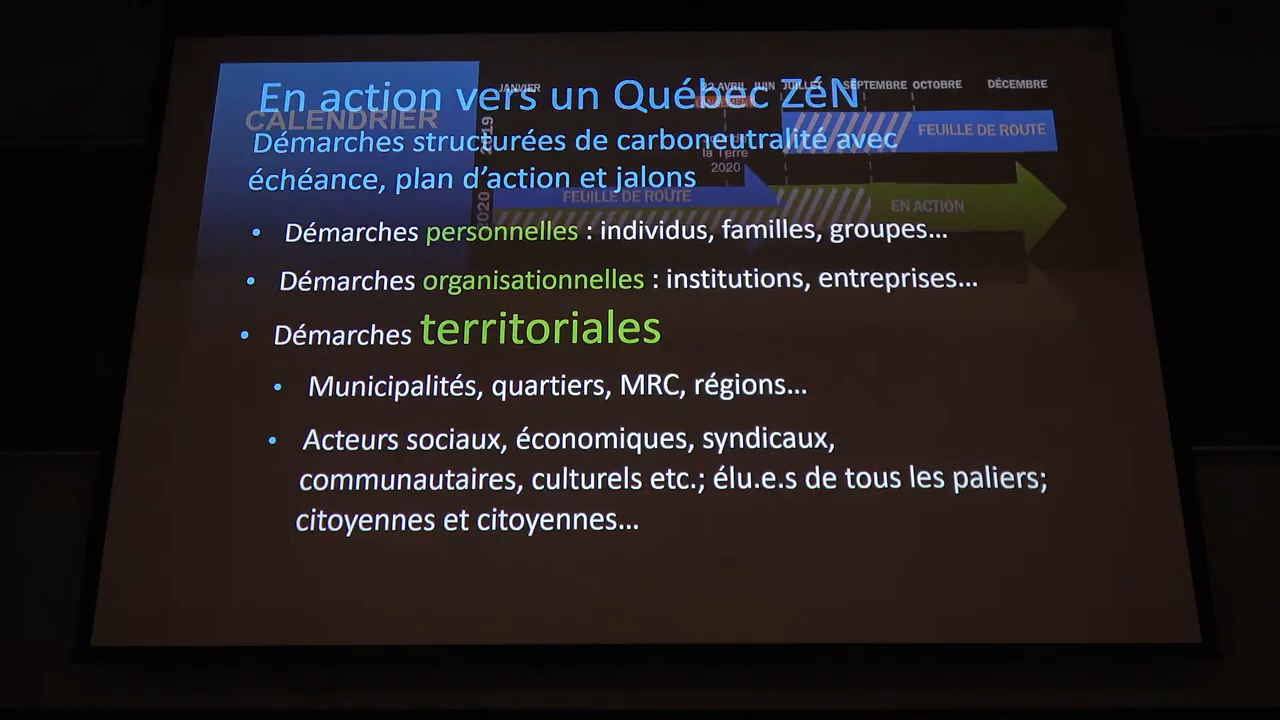 En action vers un Québec ZéN
Démarches structurées de carboneutralité avec
échéance, plan d'action et jalons
• Démarches personnelles : individus, familles, groupes...
• Démarches organisationnelles : institutions, entreprises...
• Démarches territoriales
• Municipalités, quartiers, MRC, régions...
• Acteurs sociaux, économiques, syndicaux,
communautaires, culturels etc.; élu.e.s de tous les paliers;
citoyennes et citoyennes...
CALENDRIER
JANVIER 22 AVRIL JUIN JUILLET SEPTEMBRE OCTOBRE DÉCEMBRE
2019
FEUILLE DE ROUTE
la Terre
2020
2020
FEUILLE DE ROUTE
EN ACTION